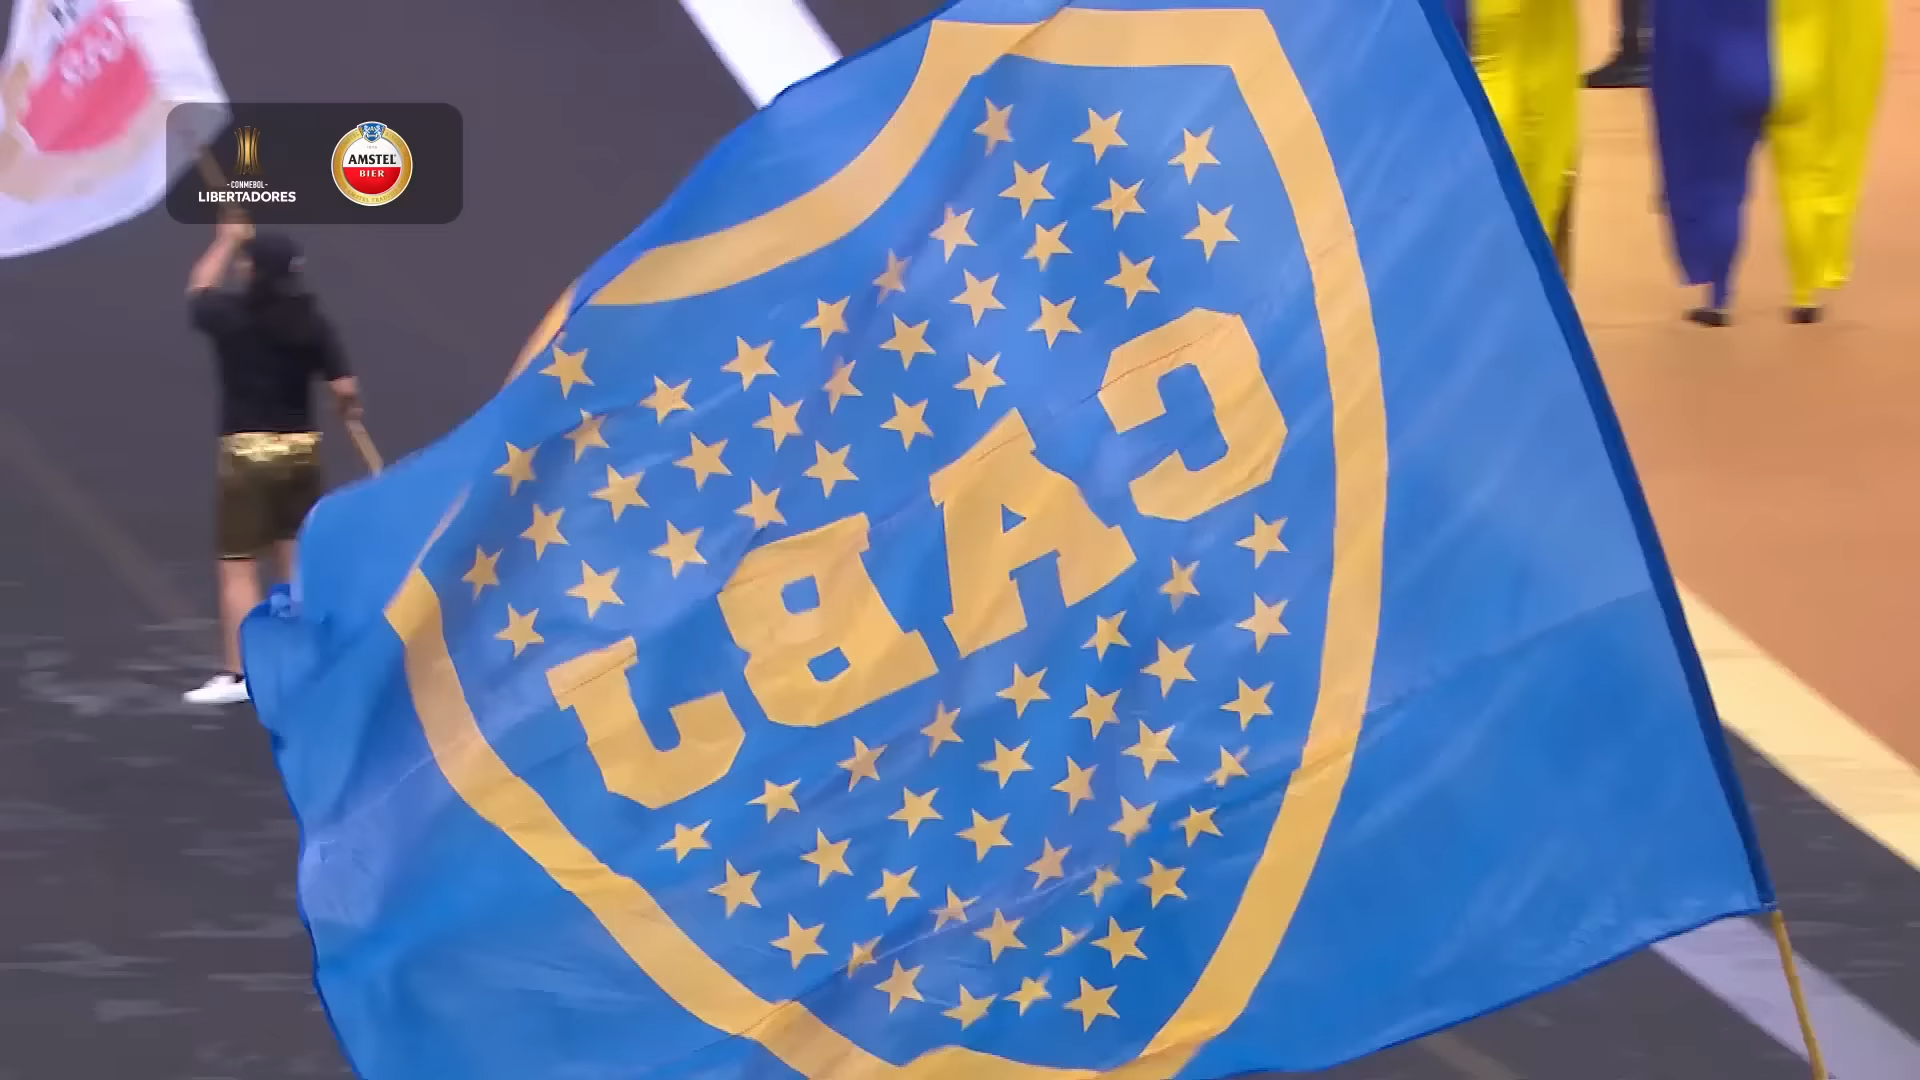 -CONMEBOL-
LIBERTADORES
AMSTEL
BIER
CABJ